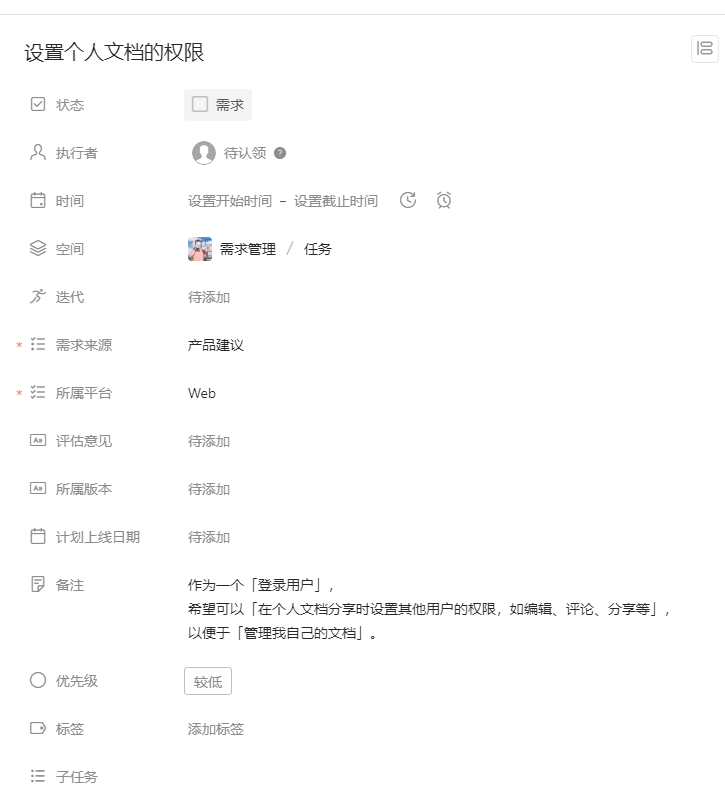 设置个人文档的权限
状态 需求
执行者 待认领 ?
时间 设置开始时间 – 设置截止时间
空间 需求管理 / 任务
迭代 待添加
* 需求来源 产品建议
* 所属平台 Web
Aa 评估意见 待添加
Aa 所属版本 待添加
计划上线日期 待添加
备注 作为一个「登录用户」,
希望可以「在个人文档分享时设置其他用户的权限，如编辑、评论、分享等」,
以便于「管理我自己的文档」。
优先级 较低
标签 添加标签
子任务